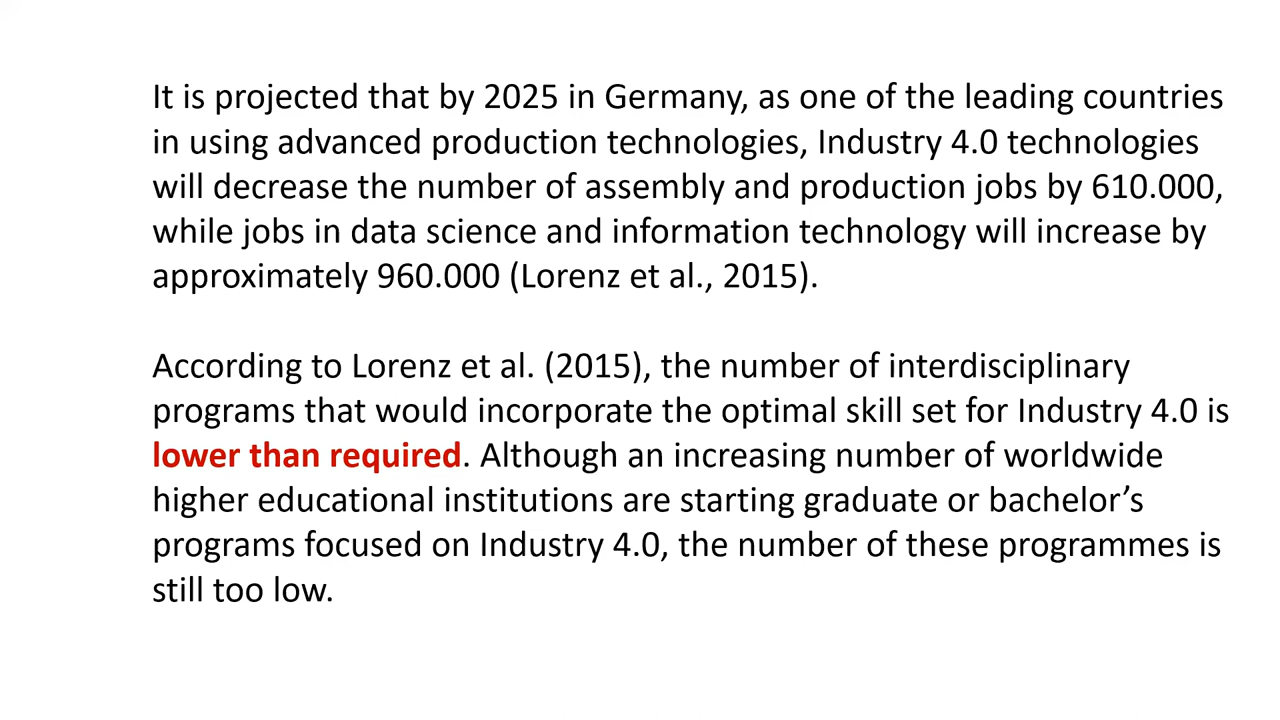 It is projected that by 2025 in Germany, as one of the leading countries
in using advanced production technologies, Industry 4.0 technologies
will decrease the number of assembly and production jobs by 610.000,
while jobs in data science and information technology will increase by
approximately 960.000 (Lorenz et al., 2015).
According to Lorenz et al. (2015), the number of interdisciplinary
programs that would incorporate the optimal skill set for Industry 4.0 is
lower than required. Although an increasing number of worldwide
higher educational institutions are starting graduate or bachelor’s
programs focused on Industry 4.0, the number of these programmes is
still too low.